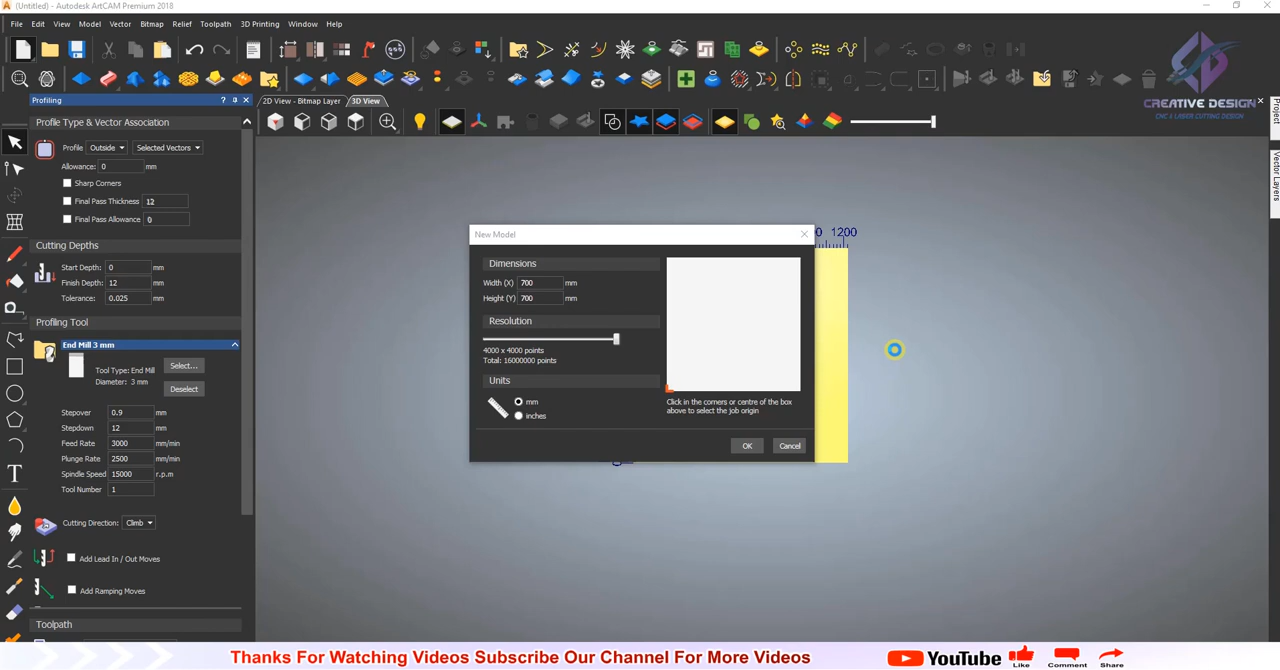 (Untitled) - Autodesk ArtCAM Premium 2018
File Edit View Model Vector Bitmap Relief Toolpath 3D Printing Window Help
CREATIVE DESIGN
CNC & LASER CUTTING DESIGN
Profiling ? ×
2D View - Bitmap Layer 3D View
Profile Type & Vector Association
Profile Outside Selected Vectors
Allowance: 0 mm
Sharp Corners
Final Pass Thickness 12
Final Pass Allowance 0
Cutting Depths
Start Depth: 0 mm
Finish Depth: 12 mm
Tolerance: 0.025 mm
Profiling Tool
End Mill 3 mm
Tool Type: End Mill
Diameter: 3 mm
Select...
Deselect
Stepover 0.9 mm
Stepdown 12 mm
Feed Rate 3000 mm/min
Plunge Rate 2500 mm/min
Spindle Speed 15000 r.p.m
Tool Number 1
Cutting Direction: Climb
Add Lead In / Out Moves
Add Ramping Moves
Toolpath
New Model
Dimensions
Width (X) 700 mm
Height (Y) 700 mm
Resolution
4000 x 4000 points
Total: 16000000 points
Units
mm
inches
Click in the corners or centre of the box
above to select the job origin
OK Cancel
0 1200
Project
Vector Layers
Thanks For Watching Videos Subscribe Our Channel For More Videos
YouTube
Like Comment Share